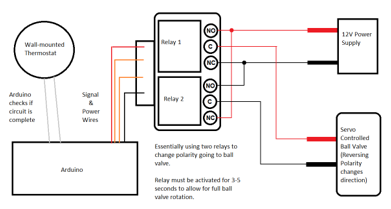 Wall-mounted
Thermostat
Arduino
checks if
circuit is
complete
Signal
&
Power
Wires
Arduino
Relay 1
Relay 2
NO
C
NC
NO
C
NC
Essentially using two relays to
change polarity going to ball
valve.
Relay must be activated for 3-5
seconds to allow for full ball
valve rotation.
12V Power
Supply
Servo
Controlled
Ball Valve
(Reversing
Polarity
changes
direction)